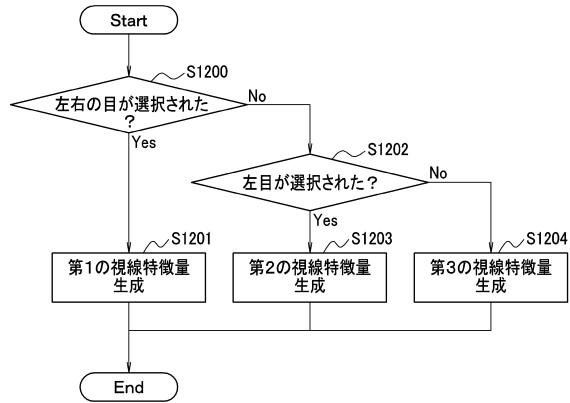 Start
S1200
左右の目が選択された
?
No
Yes
S1202
左目が選択された?
No
Yes
S1201
第1の視線特徴量
生成
S1203
第2の視線特徴量
生成
S1204
第3の視線特徴量
生成
End